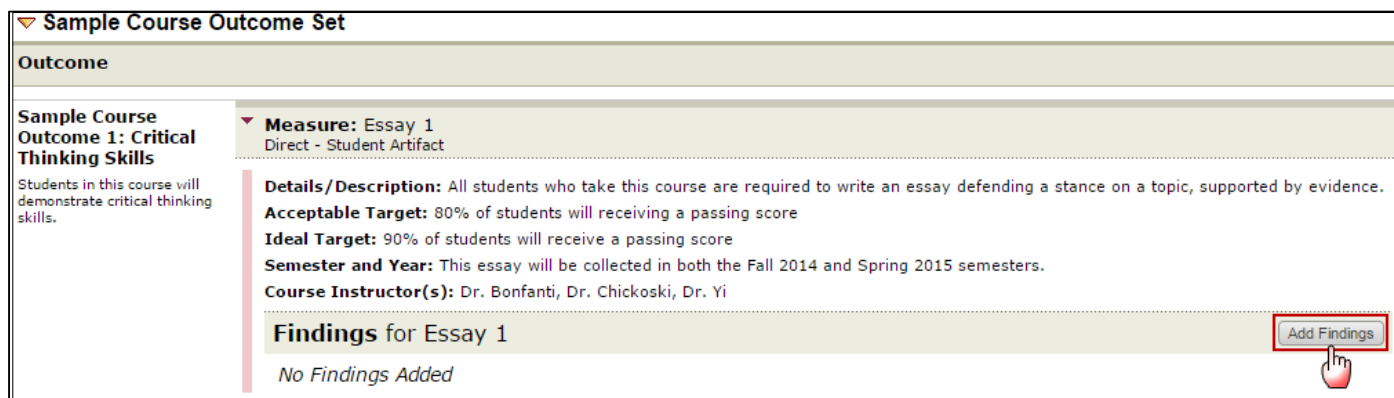 Sample Course Outcome Set
Outcome
Sample Course
Outcome 1: Critical
Thinking Skills
Students in this course will
demonstrate critical thinking
skills.
Measure: Essay 1
Direct - Student Artifact
Details/Description: All students who take this course are required to write an essay defending a stance on a topic, supported by evidence.
Acceptable Target: 80% of students will receiving a passing score
Ideal Target: 90% of students will receive a passing score
Semester and Year: This essay will be collected in both the Fall 2014 and Spring 2015 semesters.
Course Instructor(s): Dr. Bonfanti, Dr. Chickoski, Dr. Yi
Findings for Essay 1
Add Findings
No Findings Added